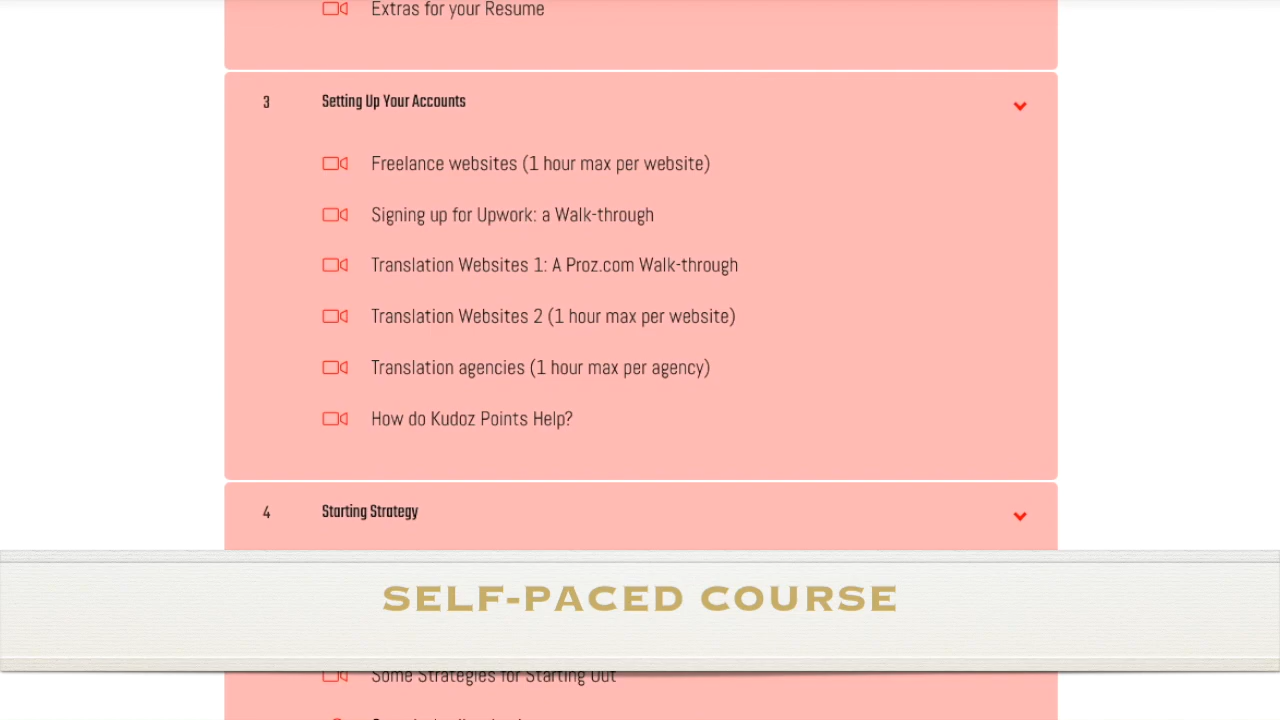 Extras for your Resume
3 Setting Up Your Accounts
Freelance websites (1 hour max per website)
Signing up for Upwork: a Walk-through
Translation Websites 1: A Proz.com Walk-through
Translation Websites 2 (1 hour max per website)
Translation agencies (1 hour max per agency)
How do Kudoz Points Help?
4 Starting Strategy
SELF-PACED COURSE
Some Strategies for Starting Out